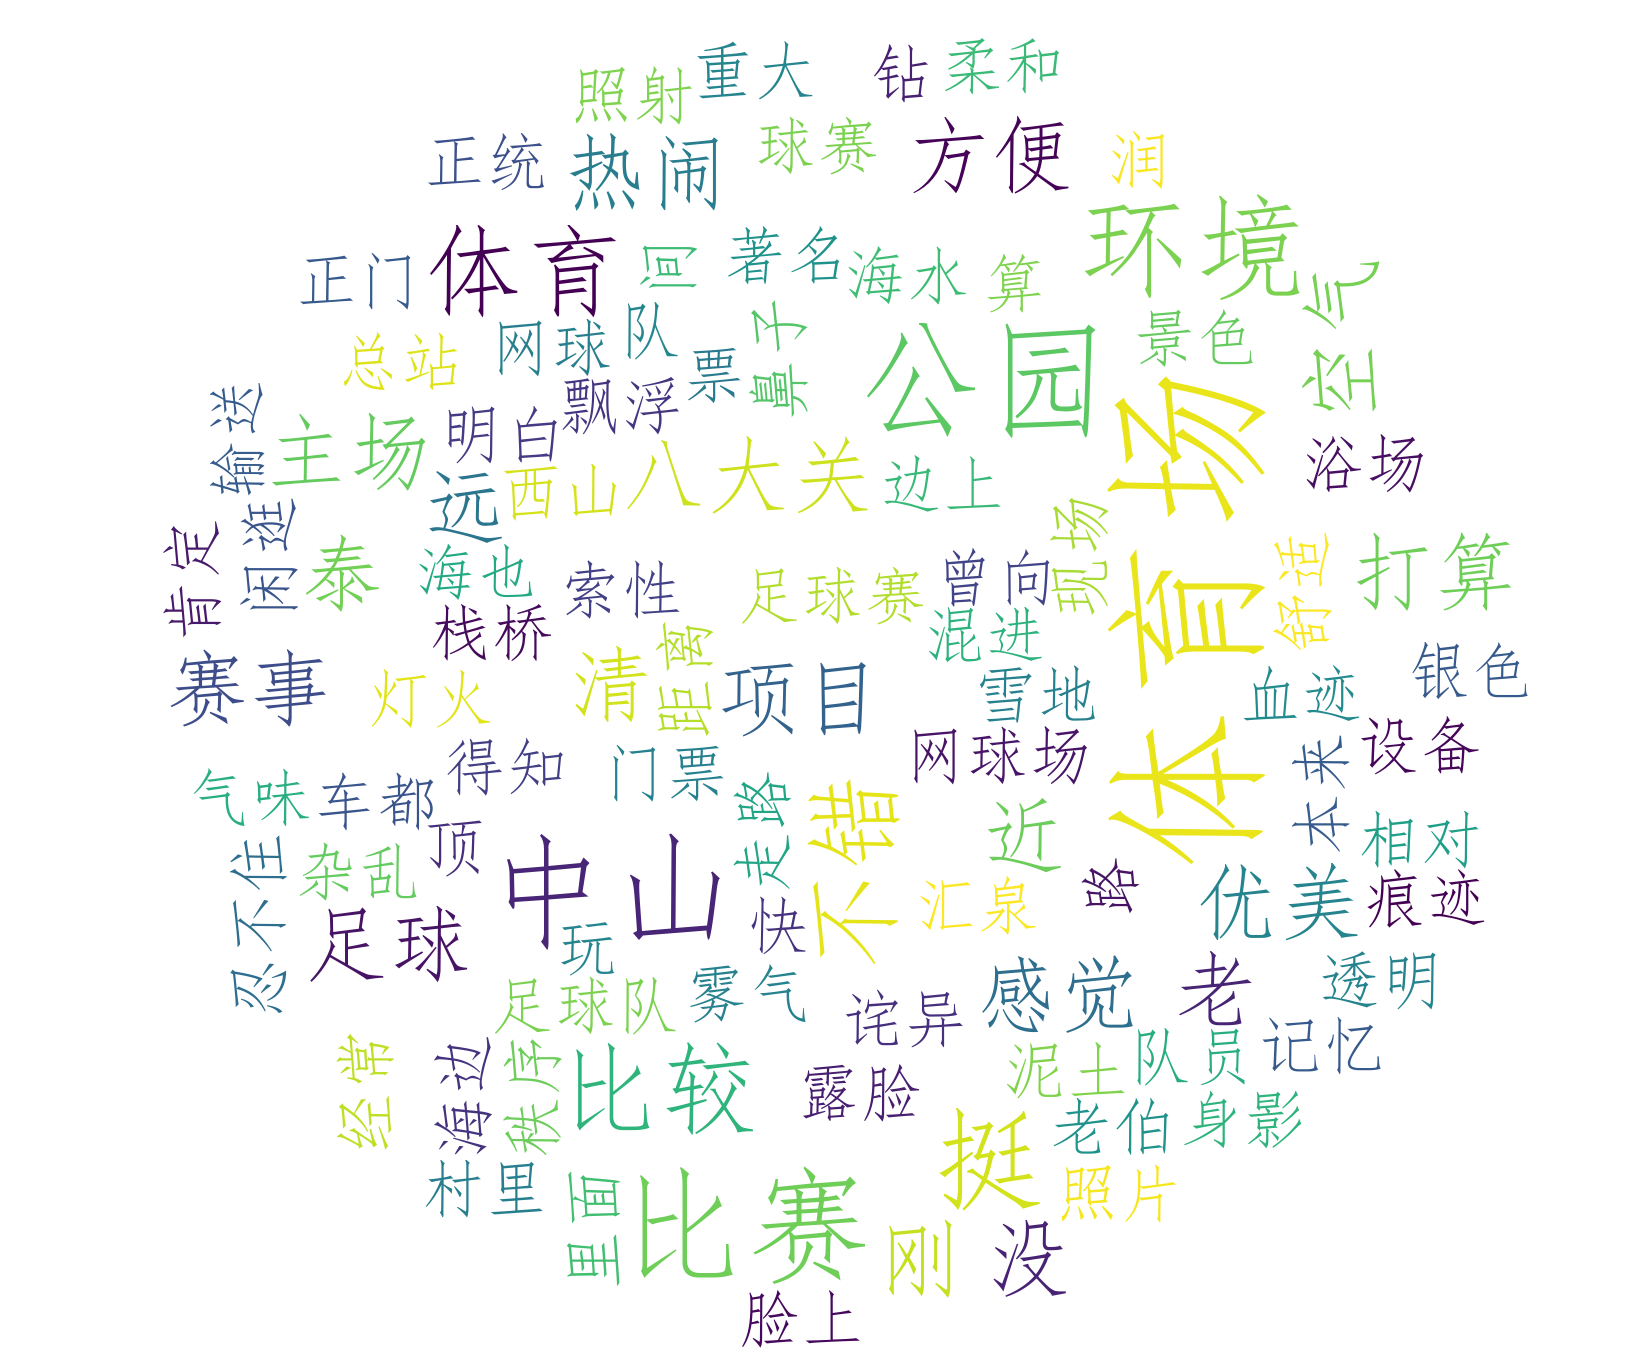 重大
钻
柔和
照射
球赛
方便
润
正统
热闹
环境
体育
间
著名
海水
算
空气
正门
公园
景色
总站
网球
队
鼻子
票
体育场
输送
主场
明白
飘浮
西山
八大关
边上
浴场
远
闲逛
肯定
泰
海也
索性
足球赛
曾向
现场
舒适
打算
栈桥
混进
赛事
灯火
清
距离
项目
雪地
血迹
银色
气味
车都
得知
门票
走路
不错
网球场
近
本来
设备
忍不住
杂乱
顶
中山
快
汇泉
路
优美
相对
痕迹
足球
玩
雾气
诧异
感觉
老
透明
足球队
经常
海边
秩序
比较
露脸
泥土
队员
记忆
老伯
身影
村里
里面
比赛
挺
照片
刚
没
脸上